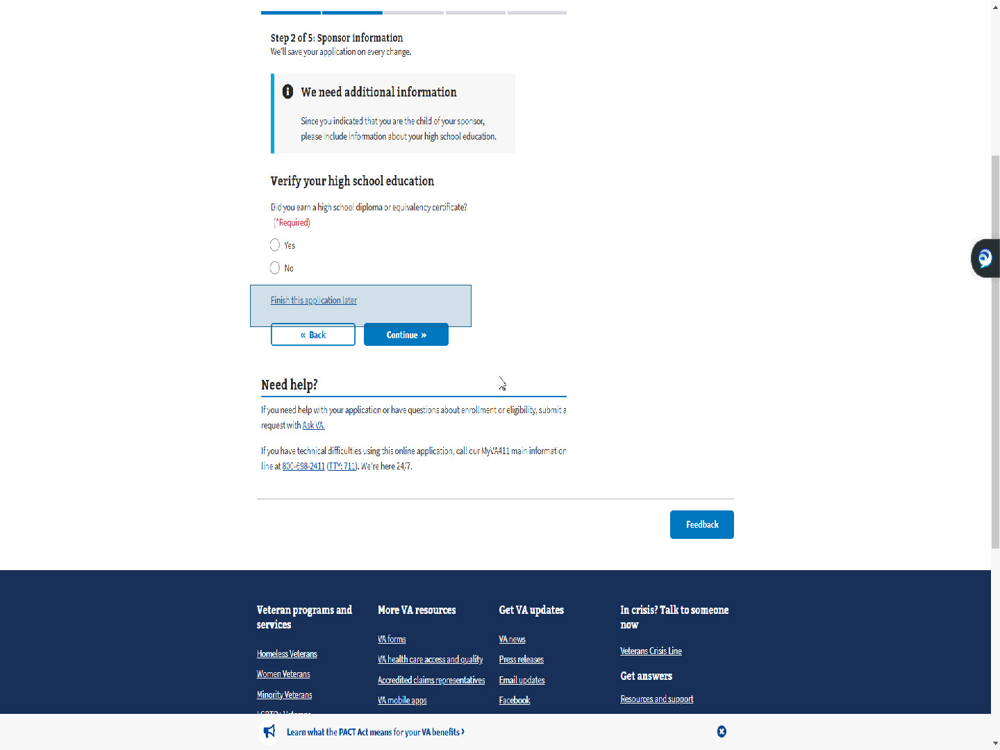 Step 2 of 5: Sponsor information
We'll save your application on every change.
We need additional information
Since you indicated that you are the child of your sponsor,
please include information about your high school education.
Verify your high school education
Did you earn a high school diploma or equivalency certificate?
(*Required)
Yes
No
Finish this application later
« Back
Continue »
Need help?
If you need help with your application or have questions about enrollment or eligibility, submit a
request with Ask VA.
If you have technical difficulties using this online application, call our MyVA411 main information
line at 800-698-2411 (TTY: 711). We're here 24/7.
Feedback
Veteran programs and
services
Homeless Veterans
Women Veterans
Minority Veterans
LGBTQ+ Veterans
More VA resources
VA forms
VA health care access and quality
Accredited claims representatives
VA mobile apps
Get VA updates
VA news
Press releases
Email updates
Facebook
In crisis? Talk to someone
now
Veterans Crisis Line
Get answers
Resources and support
Learn what the PACT Act means for your VA benefits ›